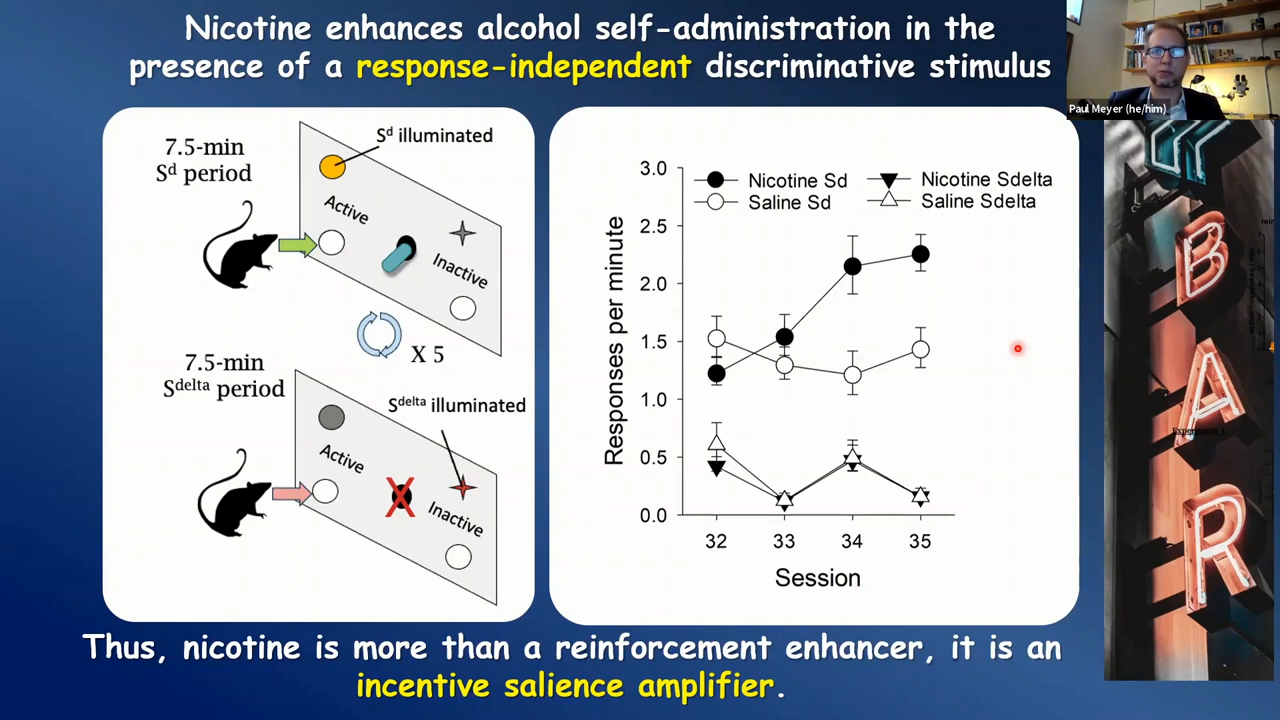 Nicotine enhances alcohol self-administration in the
presence of a response-independent discriminative stimulus
Paul Meyer (he/him)
7.5-min
Sd period
Sd illuminated
Active
Inactive
X 5
7.5-min
Sdelta period
Sdelta illuminated
Active
X
Inactive
Nicotine Sd
Saline Sd
Nicotine Sdelta
Saline Sdelta
Responses per minute
3.0
2.5
2.0
1.5
1.0
0.5
0.0
32 33 34 35
Session
BAR
Experiment 1
rein
Thus, nicotine is more than a reinforcement enhancer, it is an
incentive salience amplifier.